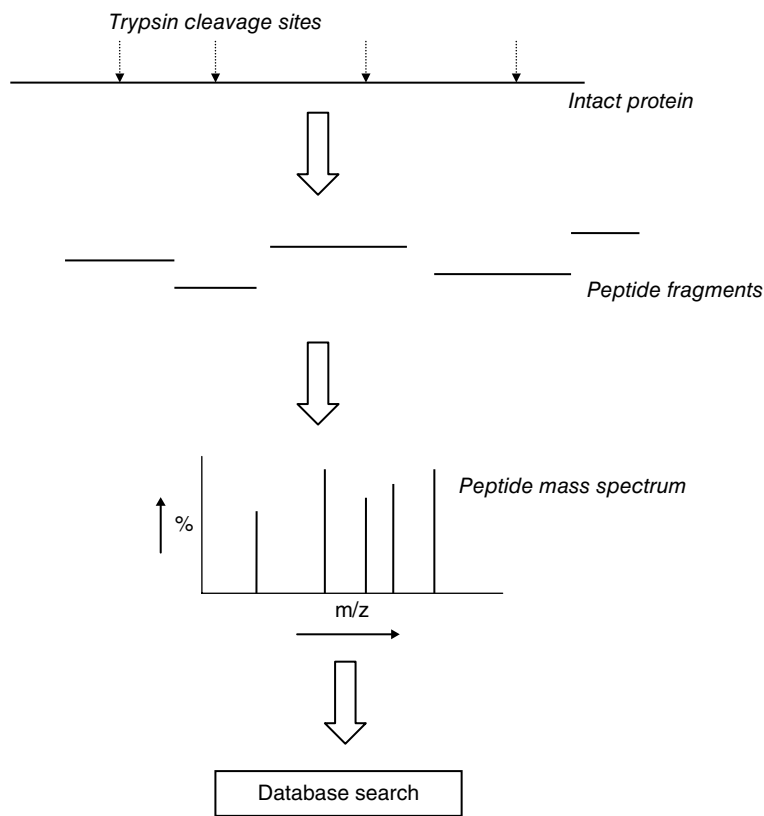 Trypsin cleavage sites
Intact protein
Peptide fragments
Peptide mass spectrum
%
m/z
Database search